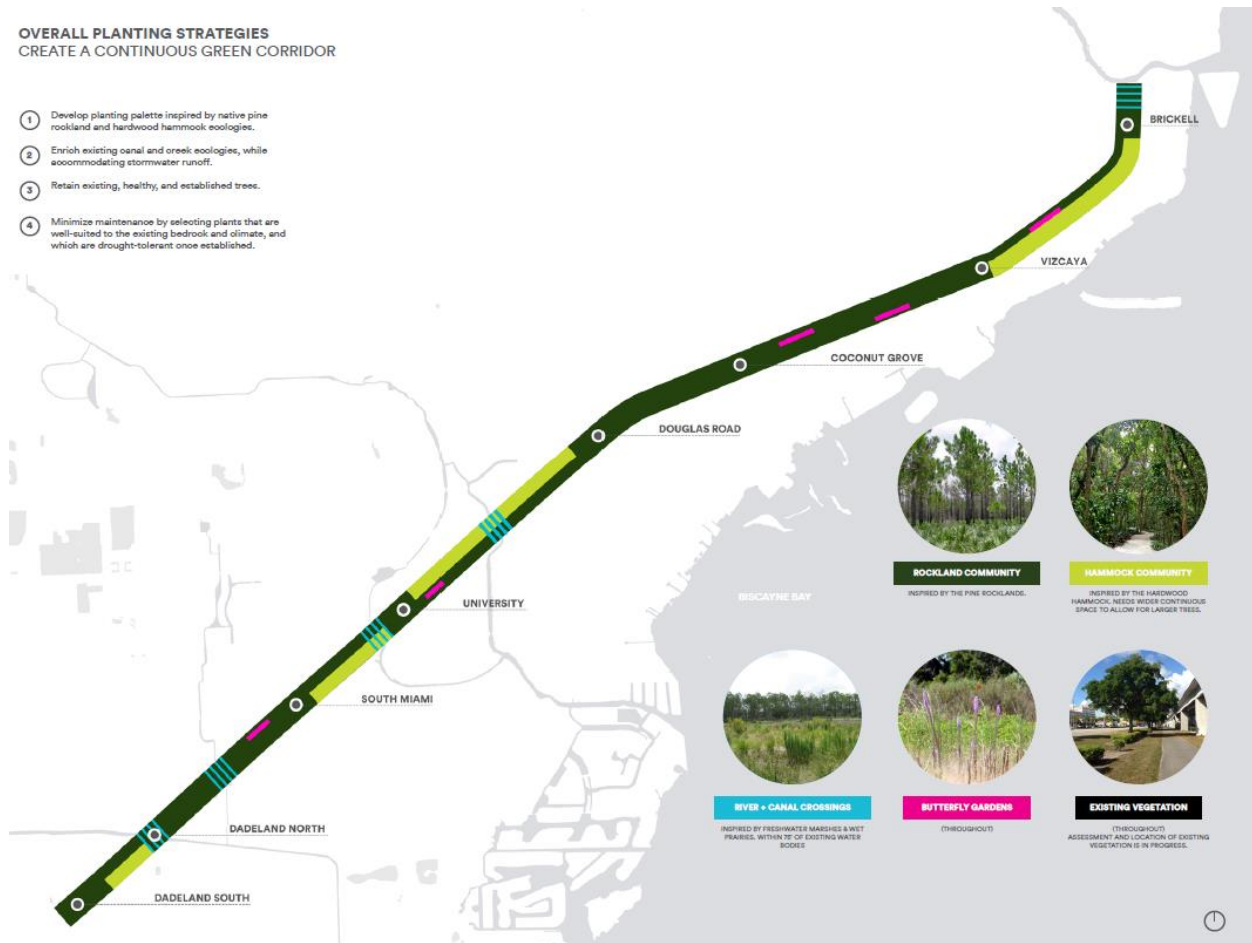 OVERALL PLANTING STRATEGIES
CREATE A CONTINUOUS GREEN CORRIDOR
1
Develop planting palette inspired by native pine
rockland and hardwood hammock ecologies.
2
Enrich existing canal and creek ecologies, while
accommodating stormwater runoff.
3
Retain existing, healthy, and established trees.
4
Minimize maintenance by selecting plants that are
well-suited to the existing bedrock and climate, and
which are drought-tolerant once established.
BRICKELL
VIZCAYA
COCONUT GROVE
DOUGLAS ROAD
UNIVERSITY
SOUTH MIAMI
DADELAND NORTH
DADELAND SOUTH
BISCAYNE BAY
ROCKLAND COMMUNITY
INSPIRED BY THE PINE ROCKLANDS.
HAMMOCK COMMUNITY
INSPIRED BY THE HARDWOOD
HAMMOCK. NEEDS WIDER CONTINUOUS
SPACE TO ALLOW FOR LARGER TREES.
RIVER + CANAL CROSSINGS
INSPIRED BY FRESHWATER MARSHES & WET
PRAIRIES. WITHIN 75' OF EXISTING WATER
BODIES
BUTTERFLY GARDENS
(THROUGHOUT)
EXISTING VEGETATION
(THROUGHOUT)
ASSESSMENT AND LOCATION OF EXISTING
VEGETATION IS IN PROGRESS.